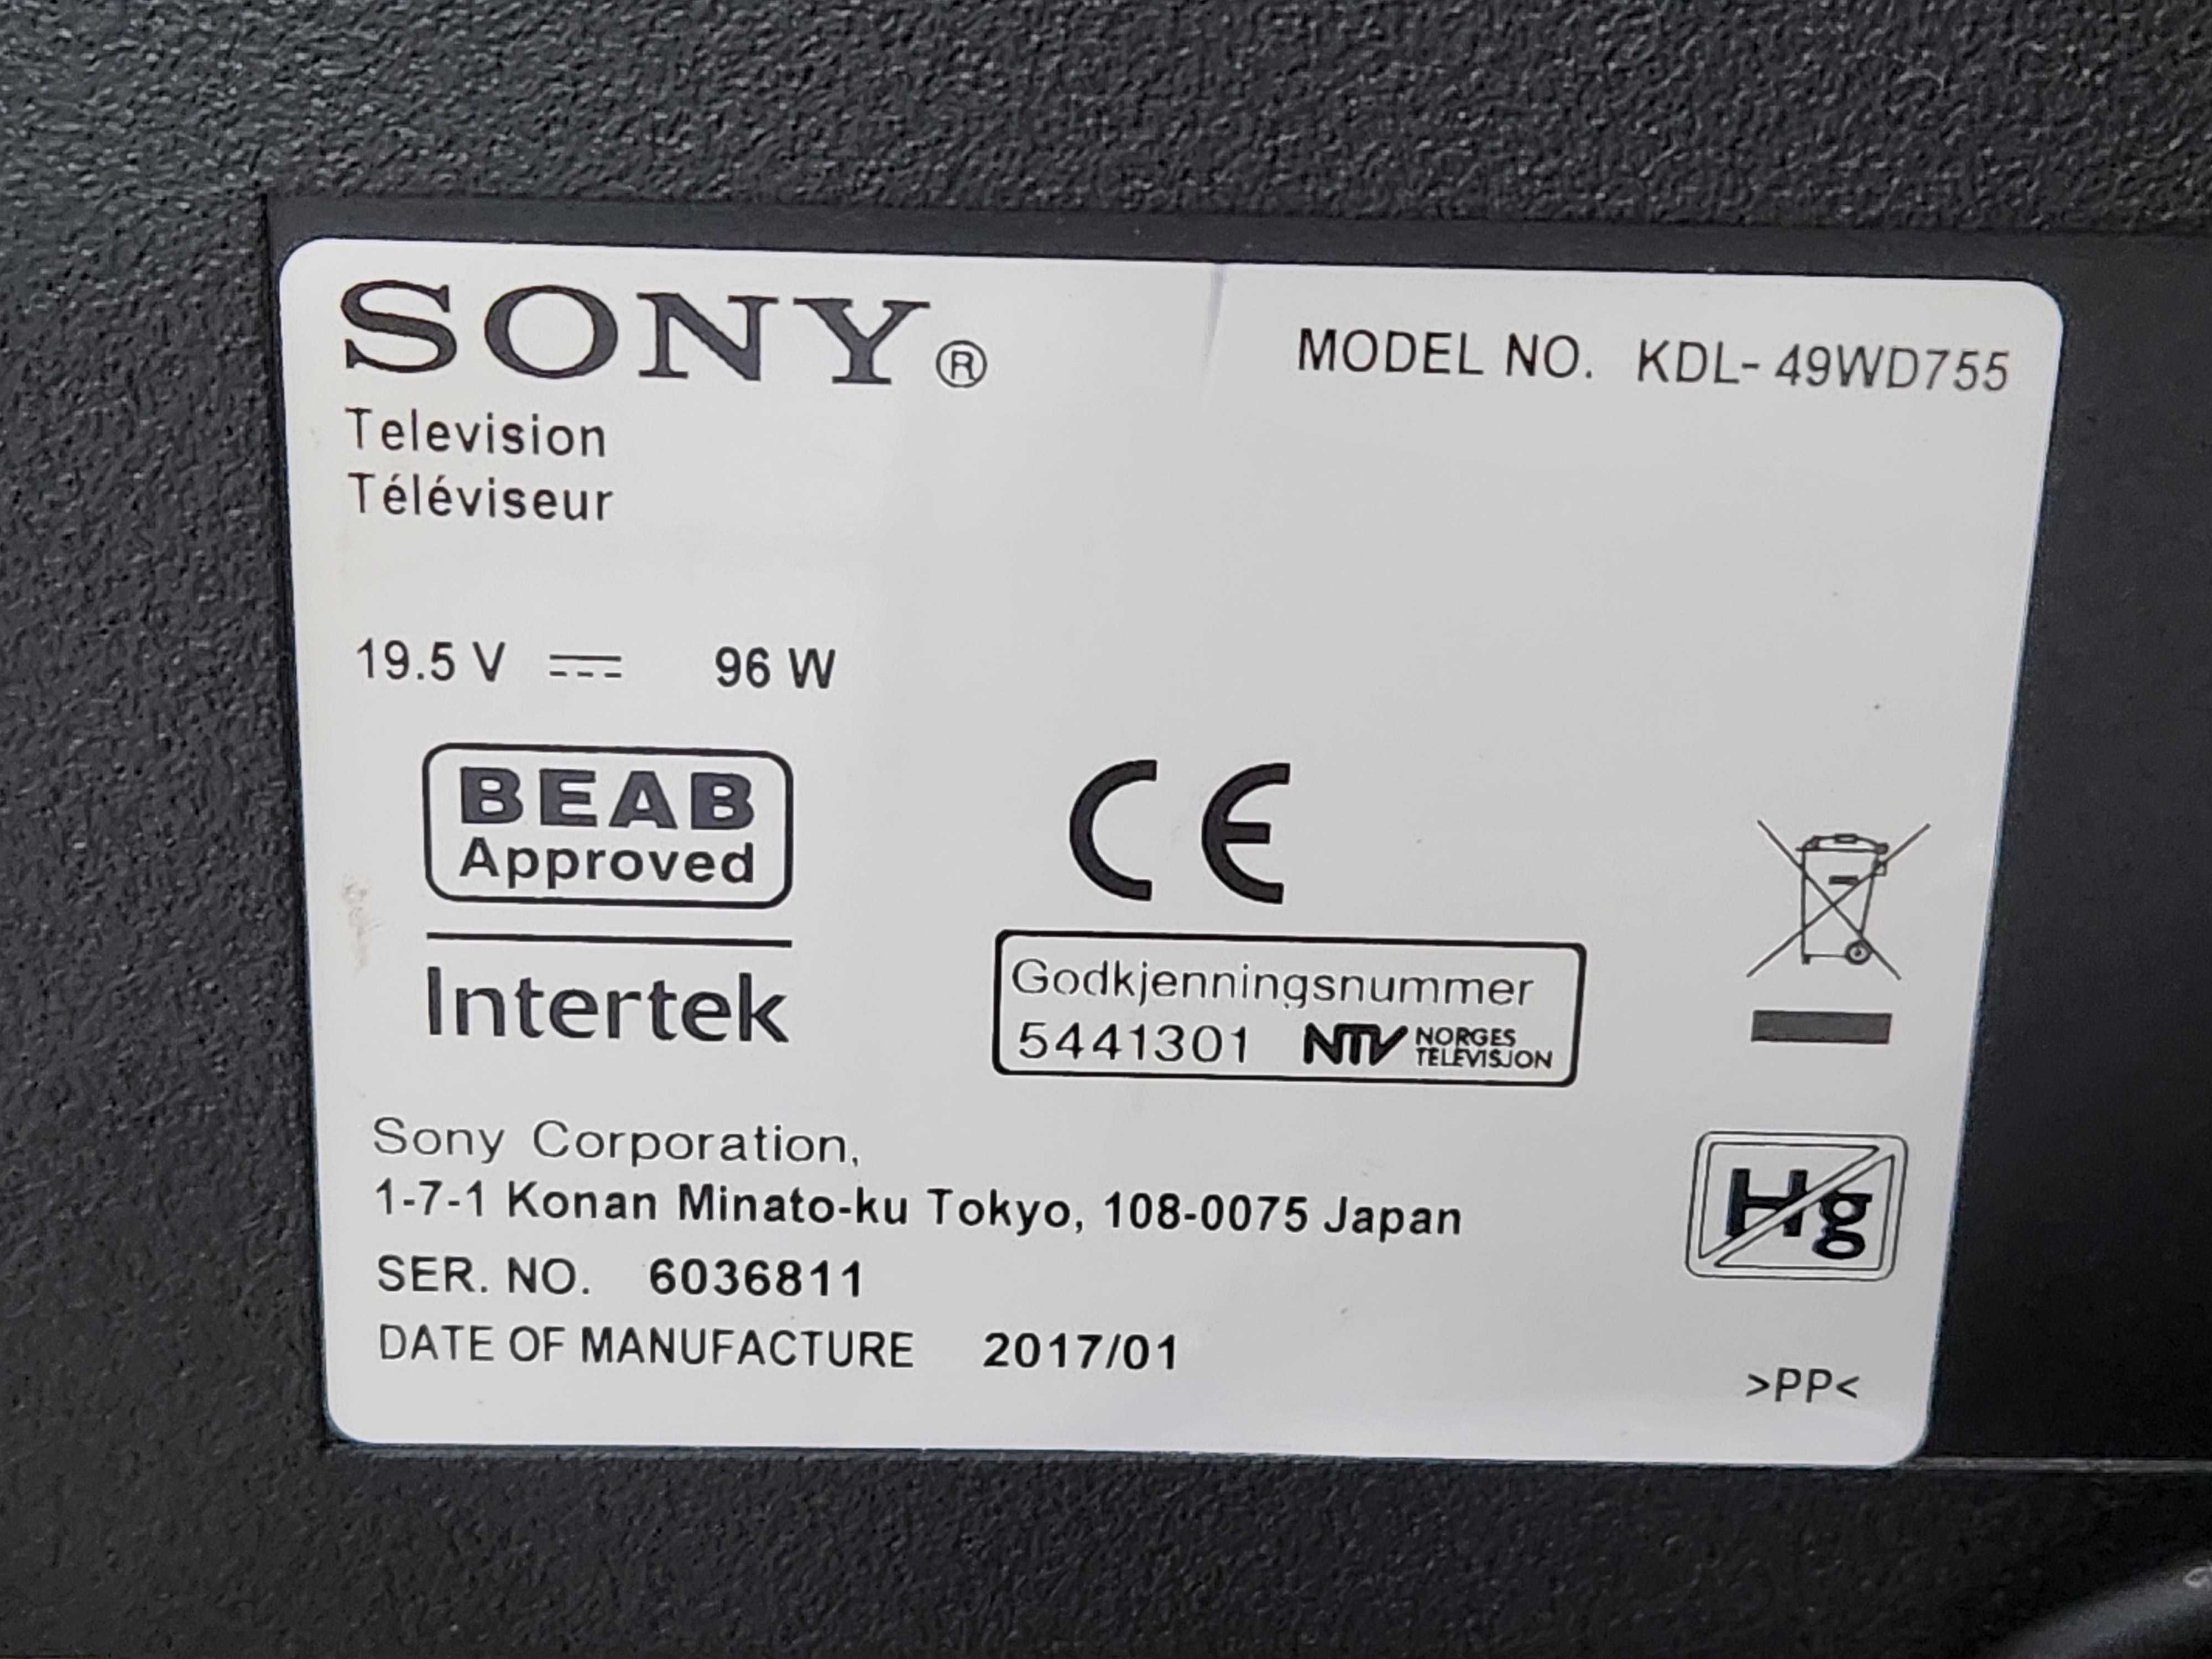 SONY®
MODEL NO. KDL-49WD755
Television
Téléviseur
19.5 V 96 W
BEAB
Approved
Intertek
CE
Godkjenningsnummer
5441301 NTV NORGES TELEVISJON
Hg
Sony Corporation,
1-7-1 Konan Minato-ku Tokyo, 108-0075 Japan
SER. NO. 6036811
DATE OF MANUFACTURE 2017/01
>PP<